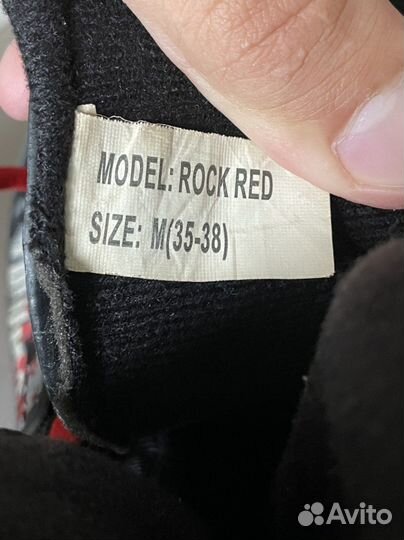 MODEL: ROCK RED
SIZE: M(35-38)
Avito